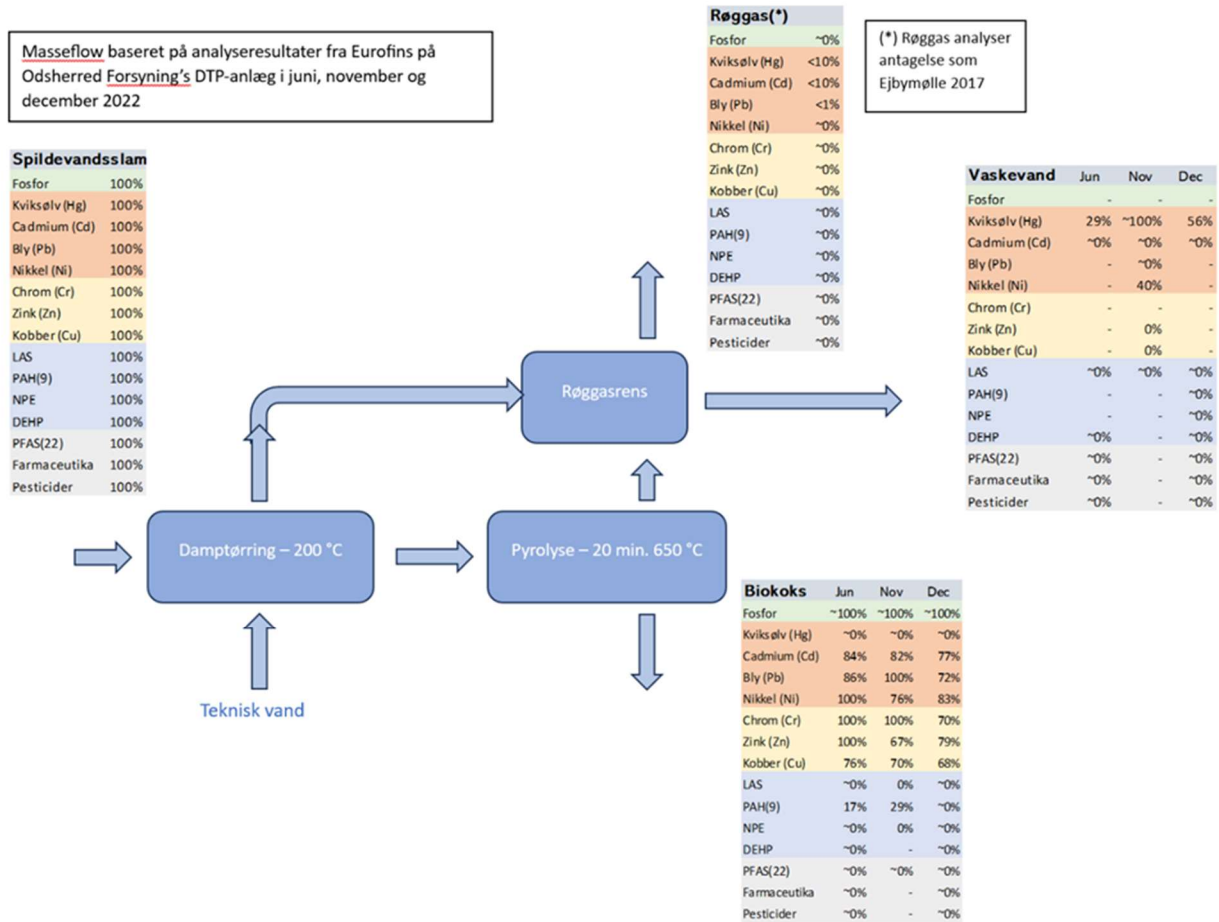 Masseflow baseret på analyseresultater fra Eurofins på
Odsherred Forsyning's DTP-anlæg i juni, november og
december 2022
Røggas(*)
Fosfor ~0%
Kviksølv (Hg) <10%
Cadmium (Cd) <10%
Bly (Pb) <1%
Nikkel (Ni) ~0%
Chrom (Cr) ~0%
Zink (Zn) ~0%
Kobber (Cu) ~0%
LAS ~0%
PAH(9) ~0%
NPE ~0%
DEHP ~0%
PFAS(22) ~0%
Farmaceutika ~0%
Pesticider ~0%
(*) Røggas analyser
antagelse som
Ejbymølle 2017
Spildevandsslam
Fosfor 100%
Kviksølv (Hg) 100%
Cadmium (Cd) 100%
Bly (Pb) 100%
Nikkel (Ni) 100%
Chrom (Cr) 100%
Zink (Zn) 100%
Kobber (Cu) 100%
LAS 100%
PAH(9) 100%
NPE 100%
DEHP 100%
PFAS(22) 100%
Farmaceutika 100%
Pesticider 100%
Vaskevand Jun Nov Dec
Fosfor - - -
Kviksølv (Hg) 29% ~100% 56%
Cadmium (Cd) ~0% ~0% ~0%
Bly (Pb) - ~0% -
Nikkel (Ni) - 40% -
Chrom (Cr) - - -
Zink (Zn) - 0% -
Kobber (Cu) - 0% -
LAS ~0% ~0% ~0%
PAH(9) - - ~0%
NPE - - ~0%
DEHP ~0% - ~0%
PFAS(22) ~0% - ~0%
Farmaceutika ~0% - ~0%
Pesticider ~0% - ~0%
Røggasrens
Damptørring – 200 °C
Pyrolyse – 20 min. 650 °C
Teknisk vand
Biokoks Jun Nov Dec
Fosfor ~100% ~100% ~100%
Kviksølv (Hg) ~0% ~0% ~0%
Cadmium (Cd) 84% 82% 77%
Bly (Pb) 86% 100% 72%
Nikkel (Ni) 100% 76% 83%
Chrom (Cr) 100% 100% 70%
Zink (Zn) 100% 67% 79%
Kobber (Cu) 76% 70% 68%
LAS ~0% 0% ~0%
PAH(9) 17% 29% ~0%
NPE ~0% 0% ~0%
DEHP ~0% - ~0%
PFAS(22) ~0% ~0% ~0%
Farmaceutika ~0% - ~0%
Pesticider ~0% - ~0%